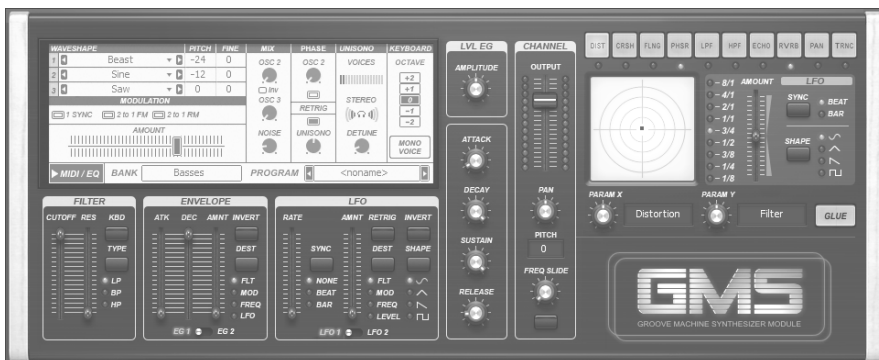 WAVESHAPE PITCH FINE MIX PHASE UNISONO KEYBOARD
1 Beast -24 0 OSC 2 OSC 2 VOICES OCTAVE
2 Sine -12 0 +2
3 Saw 0 0 Inv +1
MODULATION OSC 3 RETRIG STEREO 0
1 SYNC 2 to 1 FM 2 to 1 RM -1
-2
AMOUNT NOISE UNISONO DETUNE MONO
VOICE
MIDI / EQ BANK Basses PROGRAM <noname>
FILTER ENVELOPE LFO
CUTOFF RES KBD ATK DEC AMNT INVERT RATE AMNT RETRIG INVERT
TYPE DEST SYNC DEST SHAPE
LP FLT NONE FLT
BP MOD BEAT MOD
HP FREQ BAR FREQ
LFO LEVEL
EG 1 EG 2 LFO 1 LFO 2
LVL EG
AMPLITUDE
ATTACK
DECAY
SUSTAIN
RELEASE
CHANNEL
OUTPUT
PAN
PITCH
0
FREQ SLIDE
DIST CRSH FLNG PHSR LPF HPF ECHO RVRB PAN TRNC
8/1 AMOUNT LFO
4/1 SYNC BEAT
2/1 BAR
1/1
3/4
1/2 SHAPE
3/8
1/4
1/8
PARAM X PARAM Y
Distortion Filter GLUE
GMS
GROOVE MACHINE SYNTHESIZER MODULE